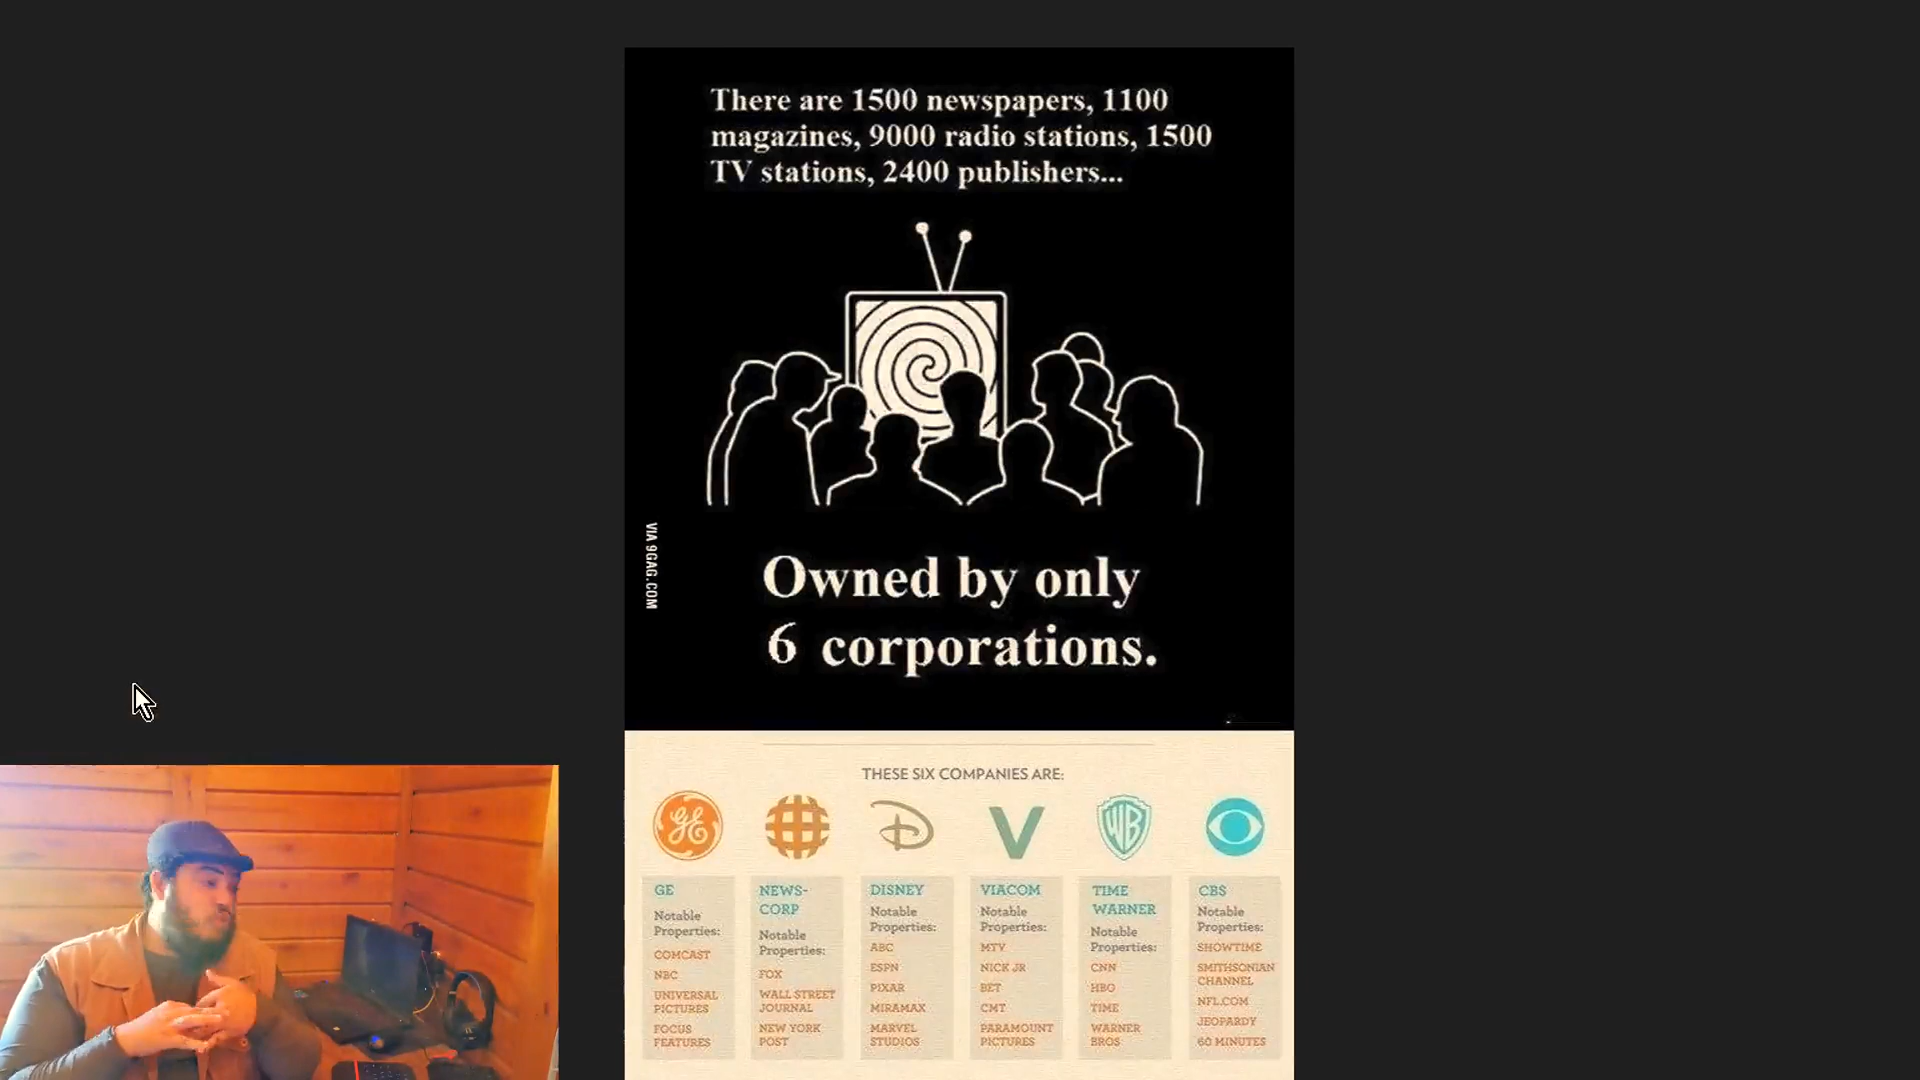 There are 1500 newspapers, 1100
magazines, 9000 radio stations, 1500
TV stations, 2400 publishers...
VIA 9GAG.COM
Owned by only
6 corporations.
THESE SIX COMPANIES ARE:
GE
Notable
Properties:
COMCAST
NBC
UNIVERSAL
PICTURES
FOCUS
FEATURES
NEWS-
CORP
Notable
Properties:
FOX
WALL STREET
JOURNAL
NEW YORK
POST
D
DISNEY
Notable
Properties:
ABC
ESPN
PIXAR
MIRAMAX
MARVEL
STUDIOS
V
VIACOM
Notable
Properties:
MTV
NICK JR
BET
CMT
PARAMOUNT
PICTURES
WB
TIME
WARNER
Notable
Properties:
CNN
HBO
TIME
WARNER
BROS
CBS
Notable
Properties:
SHOWTIME
SMITHSONIAN
CHANNEL
NFL.COM
JEOPARDY
60 MINUTES